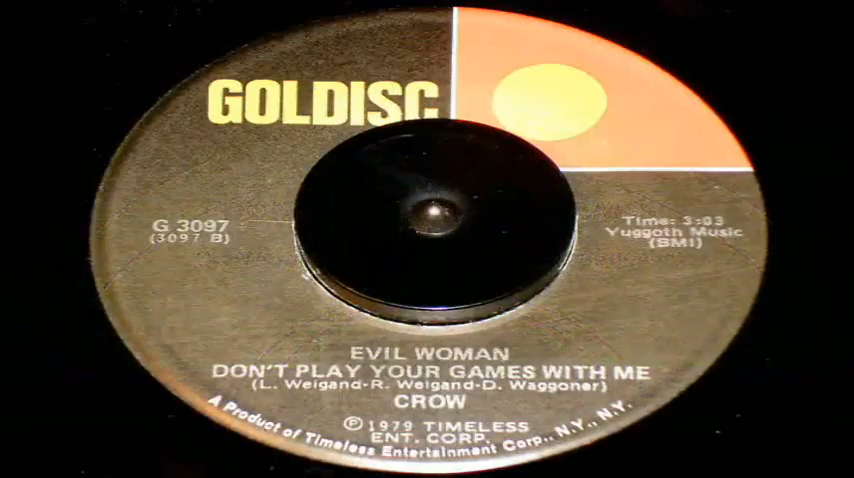 GOLDISC
G 3097
(3097 B)
Time: 3:03
Yuggoth Music
(BMI)
EVIL WOMAN
DON'T PLAY YOUR GAMES WITH ME
(L. Weigand-R. Weigand-D. Waggoner)
CROW
Ⓟ 1979 TIMELESS
ENT. CORP.
A Product of Timeless Entertainment Corp., N.Y., N.Y.